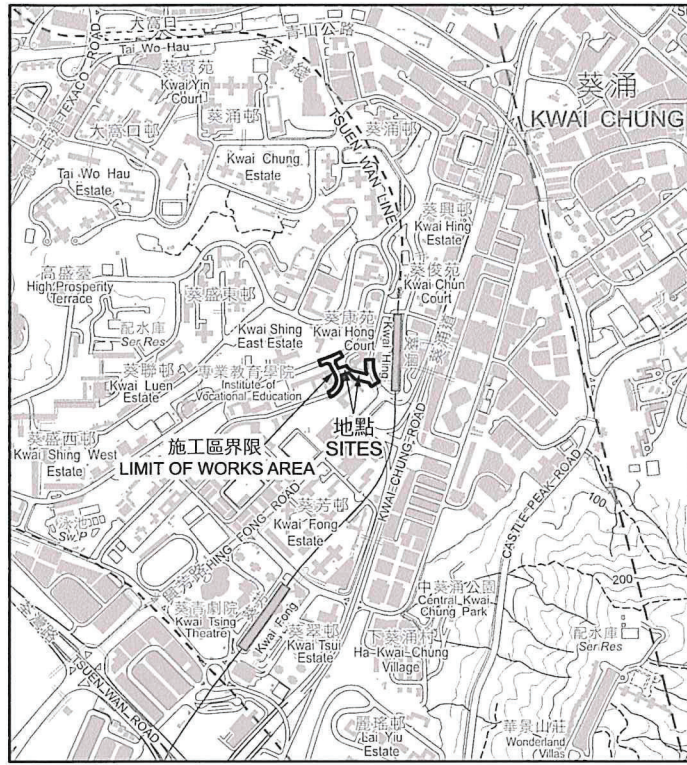 大窩口
Tai Wo Hau
青山公路
葵賢苑
Kwai Yin
Court
葵涌邨
葵涌邨
葵涌
KWAI CHUNG
TEXACO ROAD
大窩口邨
Tai Wo Hau
Estate
Kwai Chung
Estate
TSUEN WAN LINE
葵興邨
Kwai Hing
Estate
葵俊苑
Kwai Chun
Court
高盛臺
High Prosperity
Terrace
葵盛東邨
Kwai Shing
East Estate
葵康苑
Kwai Hong
Court
Kwai Hing
葵興
配水庫
Ser Res
葵聯邨
Kwai Luen
Estate
專業教育學院
Institute of
Vocational Education
葵盛西邨
Kwai Shing West
Estate
施工區界限
LIMIT OF WORKS AREA
地點
SITES
KWAI CHUNG ROAD
CASTLE PEAK ROAD
100
200
泳池
Sw P
HING FONG ROAD
葵芳邨
Kwai Fong
Estate
葵青劇院
Kwai Tsing
Theatre
Kwai Fong
葵翠邨
Kwai Tsui
Estate
中葵涌公園
Central Kwai
Chung Park
下葵涌村
Ha Kwai Chung
Village
配水庫
Ser Res
TSUEN WAN ROAD
麗瑤邨
Lai Yiu
Estate
華景山莊
Wonderland
Villas